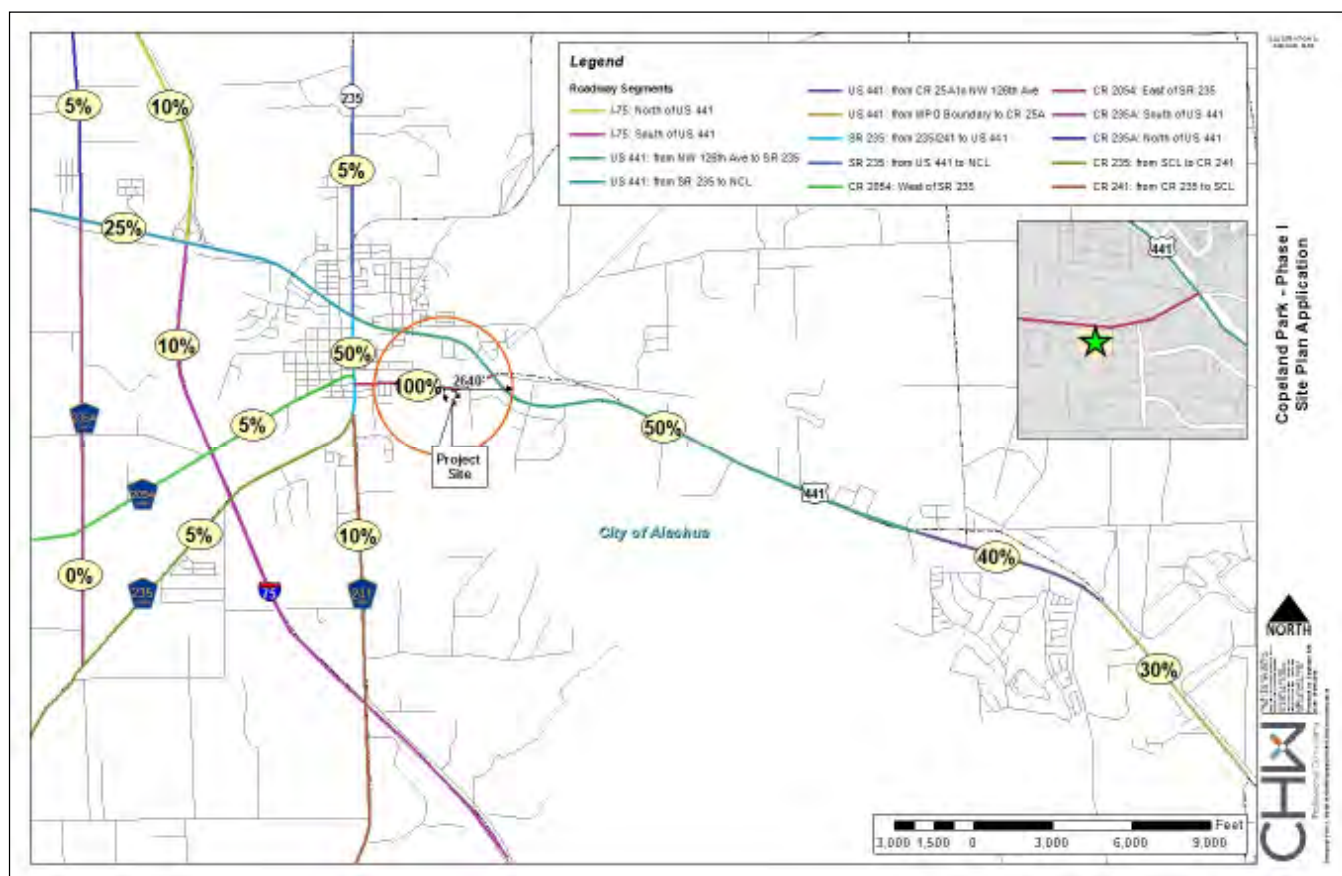 Legend
Roadway Segments
I-75: North of US 441
I-75: South of US 441
US 441: from NW 126th Ave to SR 235
US 441: from SR 235 to NCL
US 441: from CR 25A to NW 126th Ave
US 441: from MPO Boundary to CR 25A
SR 235: from 235/241 to US 441
SR 235: from US 441 to NCL
CR 2054: West of SR 235
CR 2054: East of SR 235
CR 235A: South of US 441
CR 235A: North of US 441
CR 235: from SCL to CR 241
CR 241: from CR 235 to SCL
5%
10%
235
5%
25%
441
10%
50%
100%
2640'
5%
50%
Project
Site
441
5%
10%
City of Alachua
40%
0%
235
75
241
30%
Feet
3,000 1,500 0 3,000 6,000 9,000
Copeland Park - Phase I
Site Plan Application
NORTH
CHW
Professional Consultants